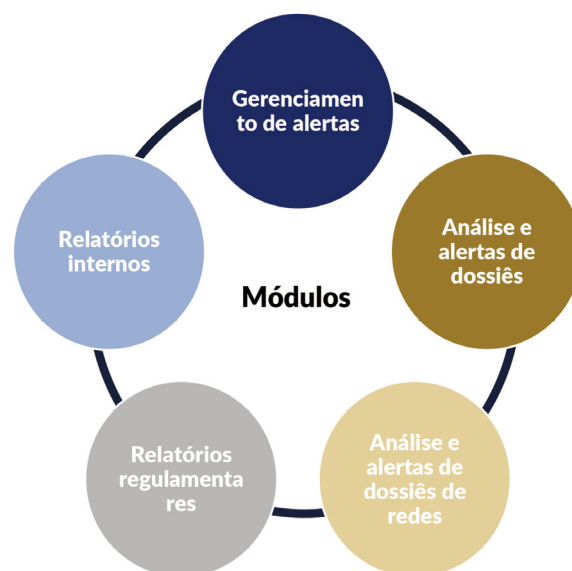 Gerenciamen
to de alertas
Análise e
alertas de
dossiês
Análise e
alertas de
dossiês de
redes
Relatórios
regulamenta
res
Relatórios
internos
Módulos